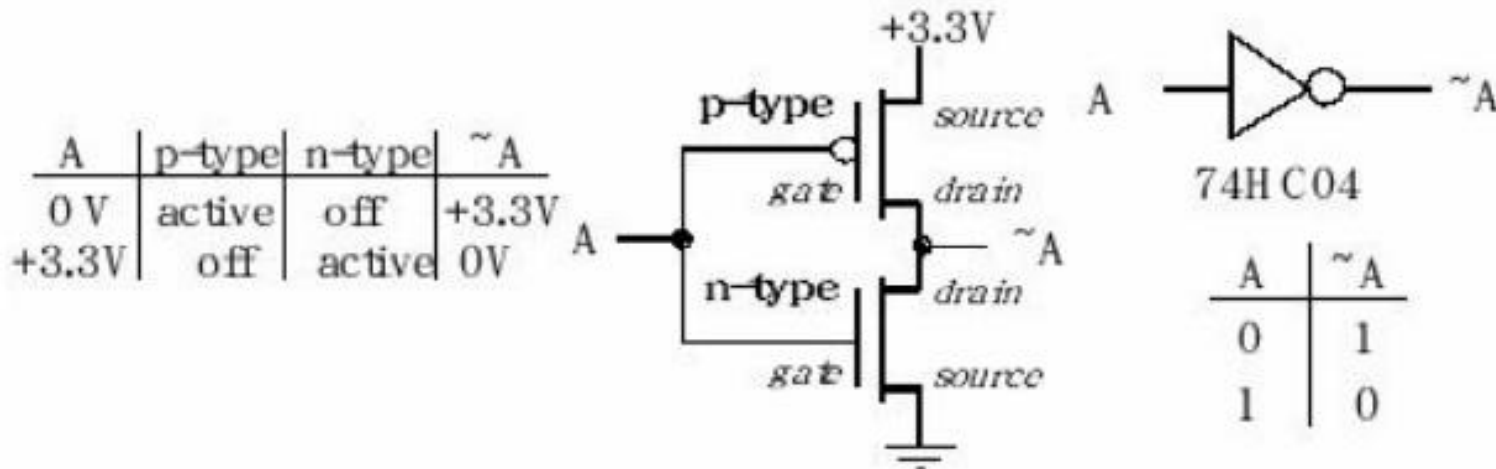 A p-type n-type ~A
0V active off +3.3V
+3.3V off active 0V
+3.3V
p-type
source
gate
drain
A
~A
n-type
drain
gate
source
A ~A
74HC04
A ~A
0 1
1 0